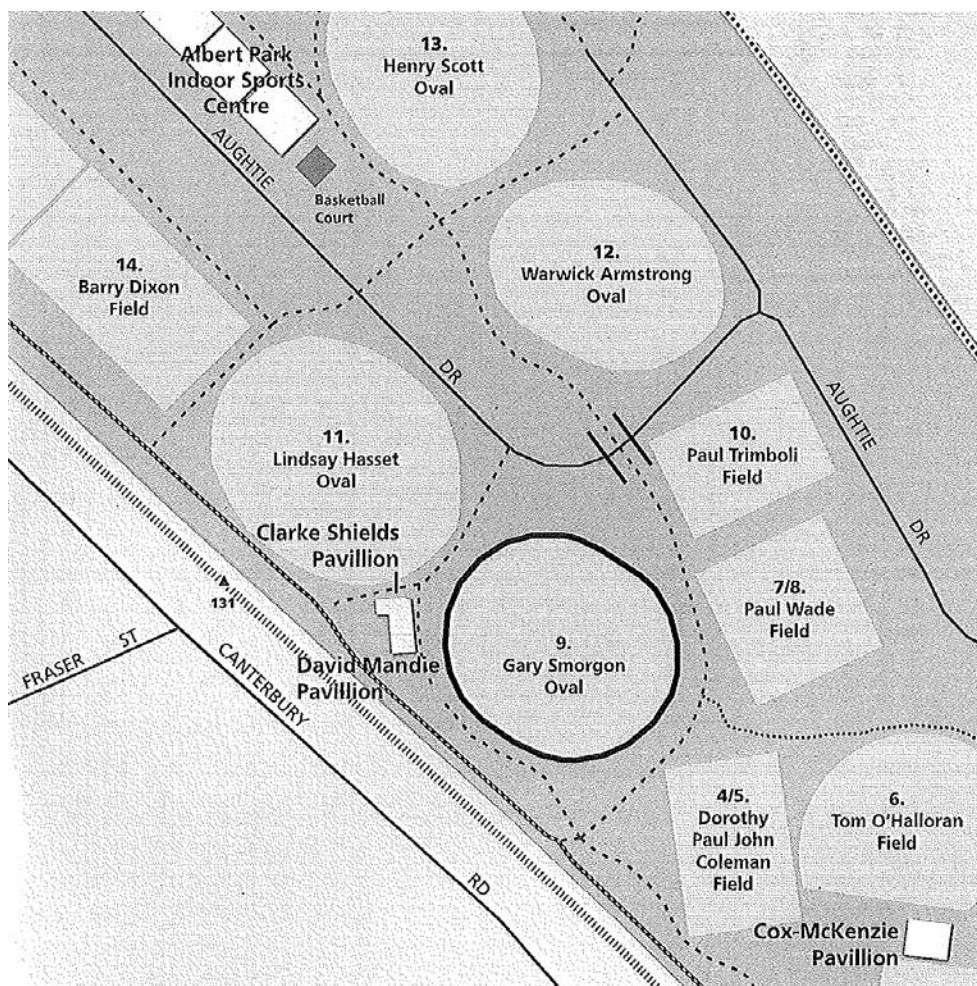 13.
Henry Scott
Oval
Albert Park
Indoor Sports
Centre
AUGHTIE
Basketball
Court
12.
Warwick Armstrong
Oval
14.
Barry Dixon
Field
DR
AUGHTIE
11.
Lindsay Hasset
Oval
10.
Paul Trimboli
Field
DR
Clarke Shields
Pavillion
7/8.
Paul Wade
Field
131
9.
Gary Smorgon
Oval
FRASER ST
CANTERBURY
David Mandie
Pavillion
4/5.
Dorothy
Paul John
Coleman
Field
6.
Tom O'Halloran
Field
RD
Cox-McKenzie
Pavillion